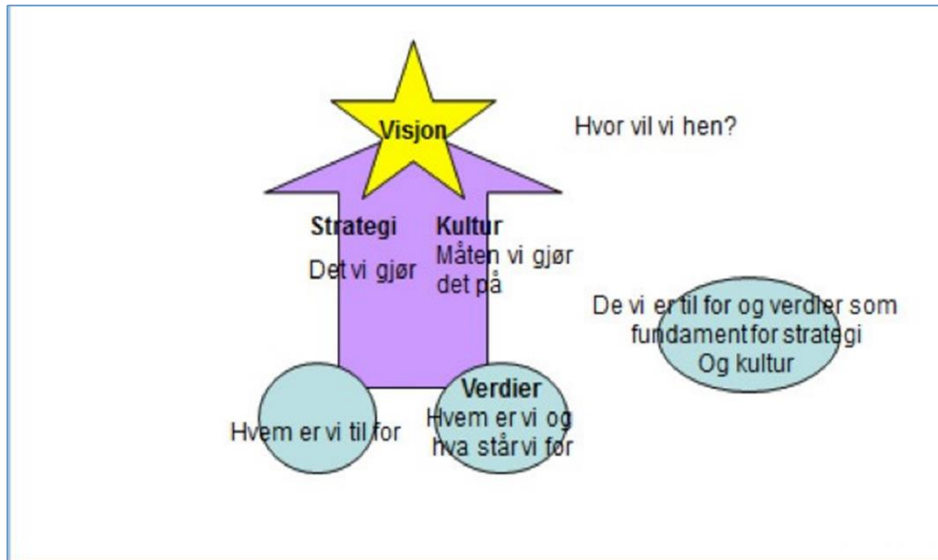 Visjon
Hvor vil vi hen?
Strategi
Det vi gjør
Kultur
Måten vi gjør
det på
De vi er til for og verdier som
fundament for strategi
Og kultur
Hvem er vi til for
Verdier
Hvem er vi og
hva står vi for